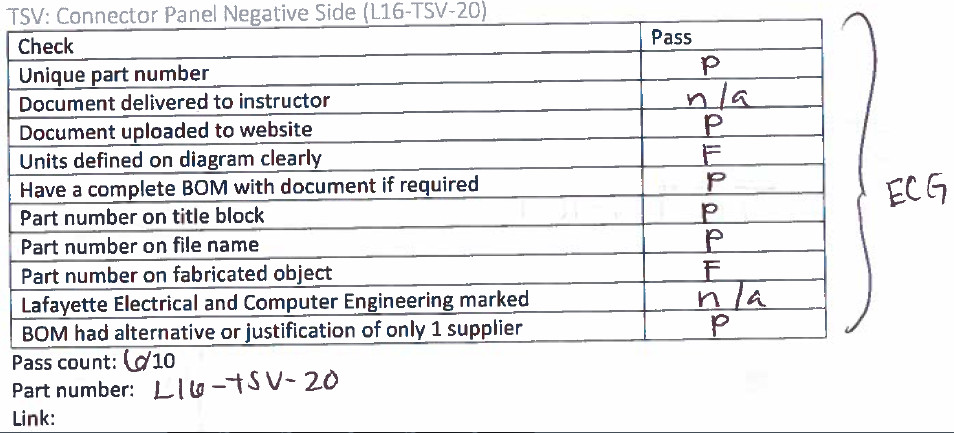 TSV: Connector Panel Negative Side (L16-TSV-20)
Check Pass
Unique part number P
Document delivered to instructor n/a
Document uploaded to website P
Units defined on diagram clearly F
Have a complete BOM with document if required P
Part number on title block P
Part number on file name P
Part number on fabricated object F
Lafayette Electrical and Computer Engineering marked n/a
BOM had alternative or justification of only 1 supplier P
ECG
Pass count: 6/10
Part number: L16-TSV-20
Link: